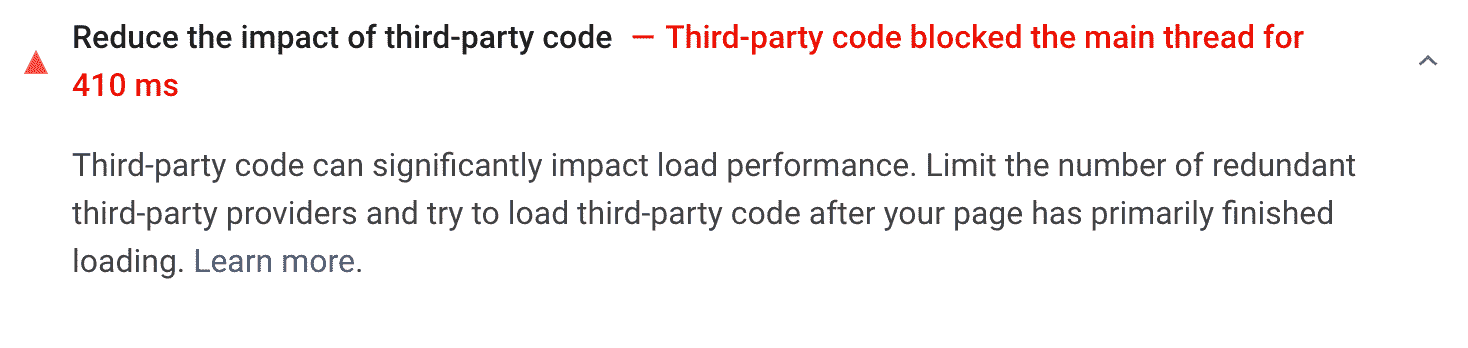 Reduce the impact of third-party code — Third-party code blocked the main thread for
410 ms
Third-party code can significantly impact load performance. Limit the number of redundant
third-party providers and try to load third-party code after your page has primarily finished
loading. Learn more.